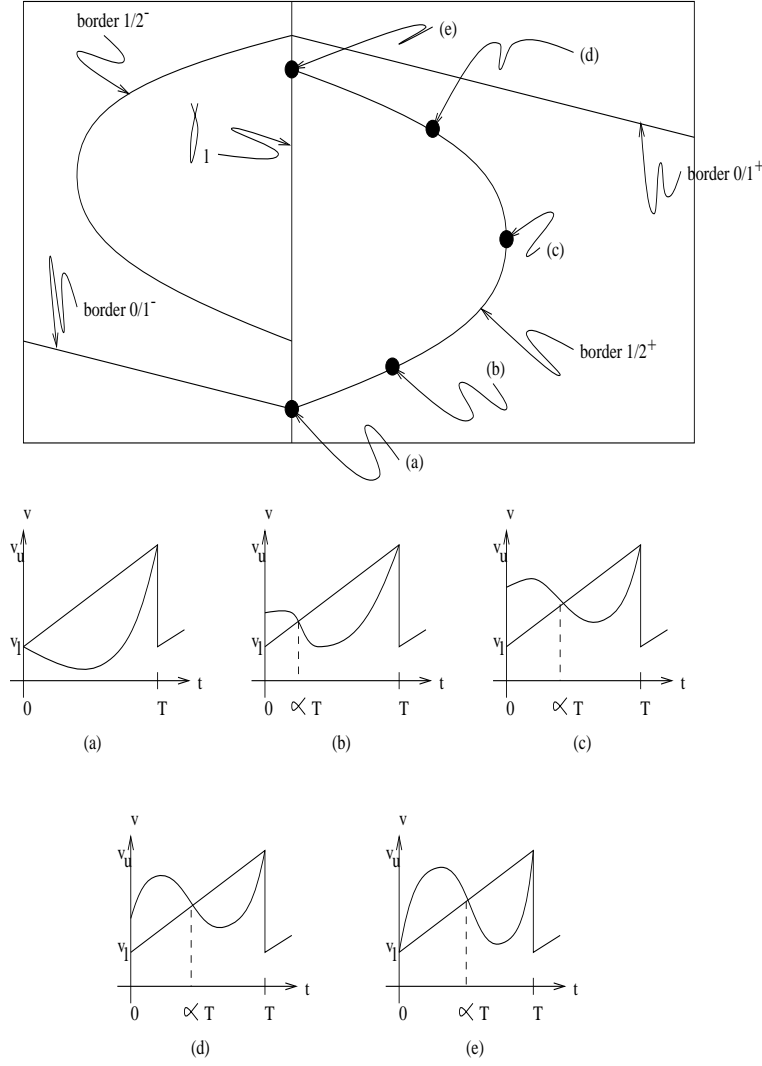 border 1/2⁻
(e)
(d)
γ
1
border 0/1⁺
(c)
border 0/1⁻
border 1/2⁺
(b)
(a)
v v v
v_u v_u v_u
v_l v_l v_l
t t t
0 T 0 ∝ T T 0 ∝ T T
(a) (b) (c)
v v
v_u v_u
v_l v_l
t t
0 ∝ T T 0 ∝ T T
(d) (e)